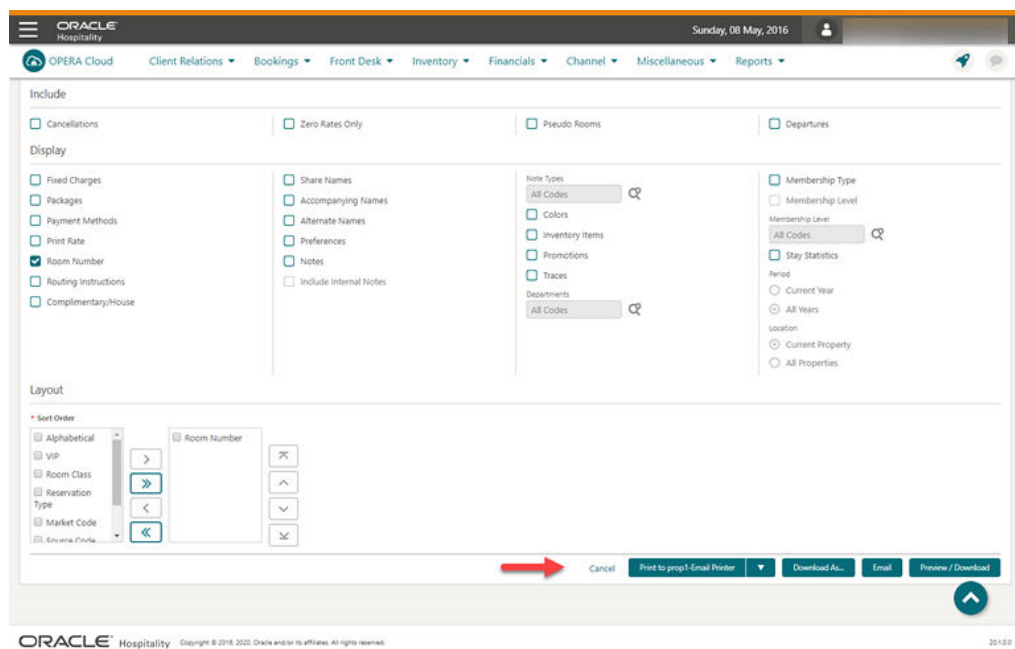 ORACLE
Hospitality
Sunday, 08 May, 2016
OPERA Cloud Client Relations Bookings Front Desk Inventory Financials Channel Miscellaneous Reports
Include
Cancellations Zero Rates Only Pseudo Rooms Departures
Display
Fixed Charges
Packages
Payment Methods
Print Rate
Room Number
Routing Instructions
Complimentary/House
Share Names
Accompanying Names
Alternate Names
Preferences
Notes
Include Internal Notes
Note Types
All Codes
Colors
Inventory Items
Promotions
Traces
Departments
All Codes
Membership Type
Membership Level
Membership Level
All Codes
Stay Statistics
Period
Current Year
All Years
Location
Current Property
All Properties
Layout
* Sort Order
Alphabetical
VIP
Room Class
Reservation
Type
Market Code
Source Code
Room Number
Cancel Print to prop1-Email Printer Download As... Email Preview / Download
ORACLE Hospitality Copyright © 2016, 2020, Oracle and/or its affiliates. All rights reserved. 20.1.0.0